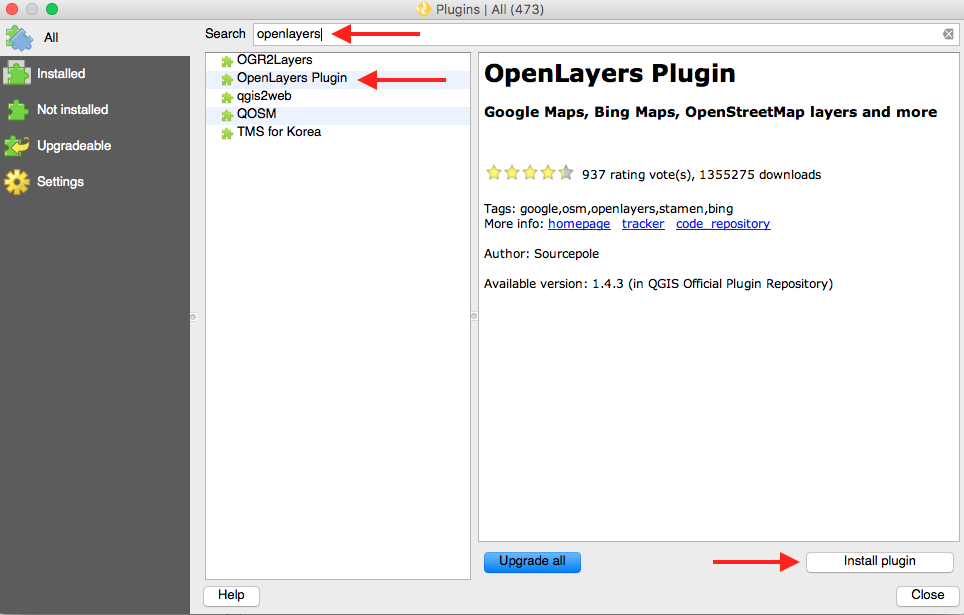 Plugins | All (473)
All
Installed
Not installed
Upgradeable
Settings
Search openlayers
OGR2Layers
OpenLayers Plugin
qgis2web
QOSM
TMS for Korea
OpenLayers Plugin
Google Maps, Bing Maps, OpenStreetMap layers and more
937 rating vote(s), 1355275 downloads
Tags: google,osm,openlayers,stamen,bing
More info: homepage tracker code_repository
Author: Sourcepole
Available version: 1.4.3 (in QGIS Official Plugin Repository)
Upgrade all
Install plugin
Help
Close